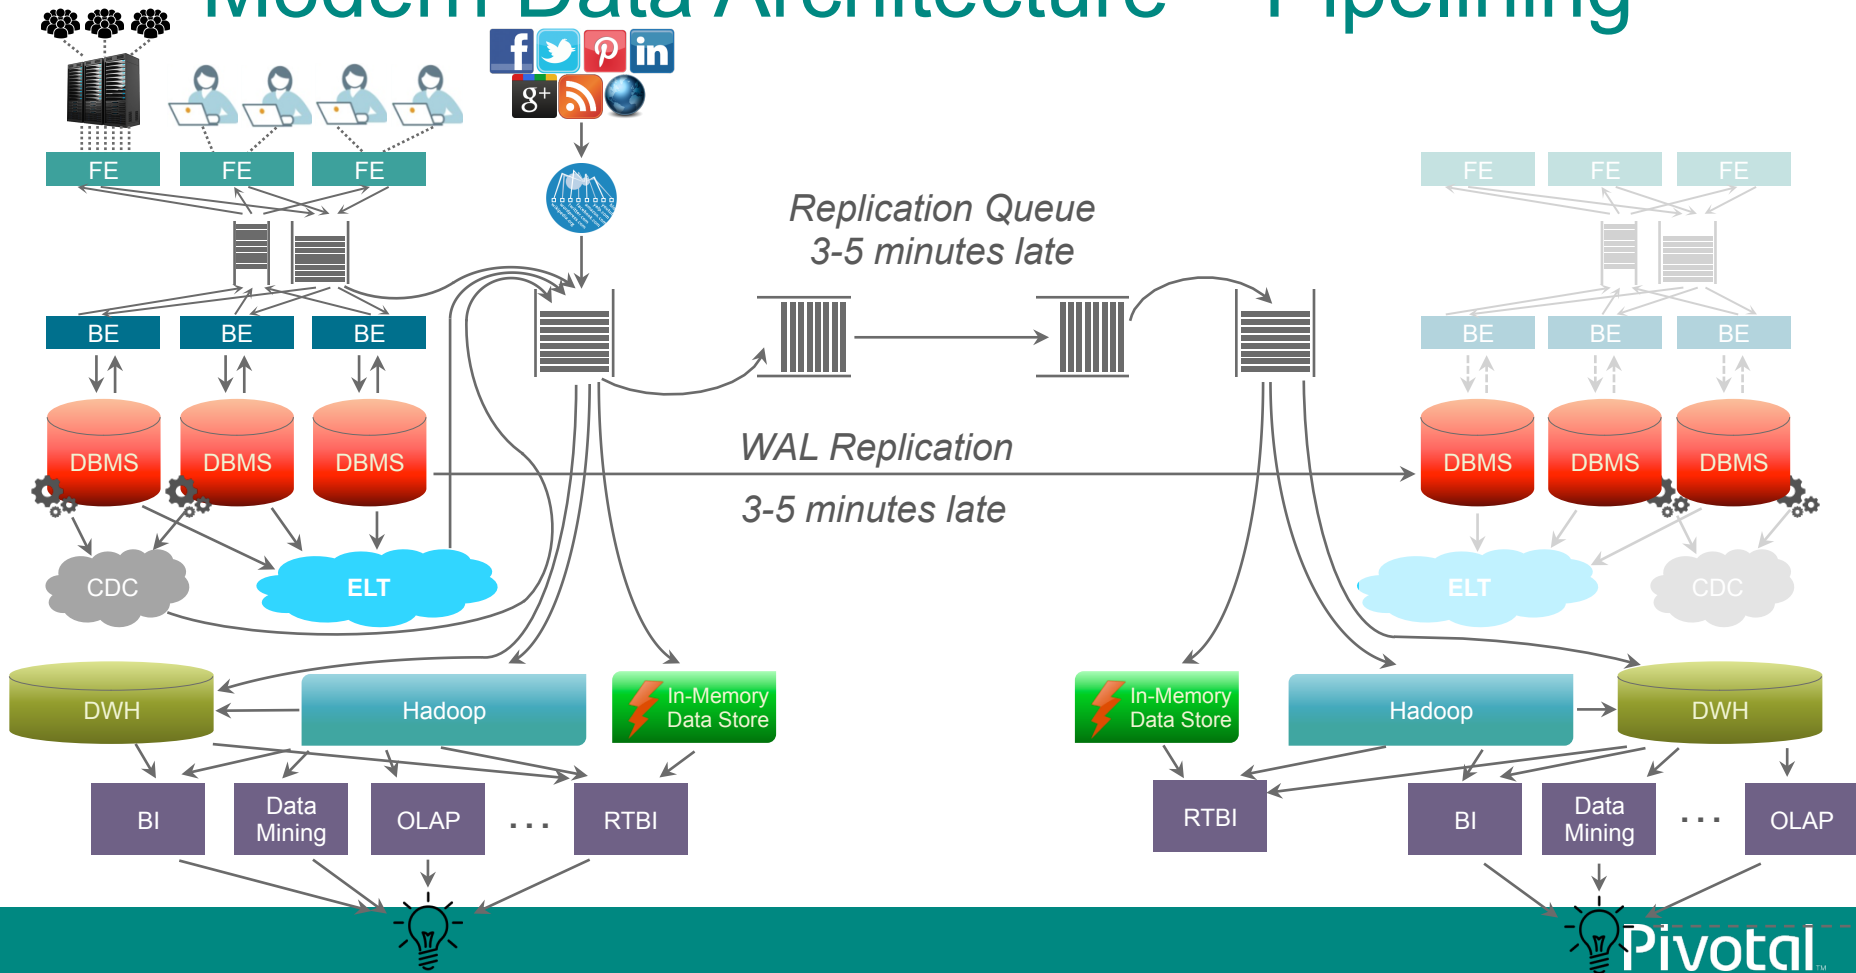 Modern Data Architecture – Pipelining
FE
FE
FE
g+
in
Replication Queue
3-5 minutes late
FE
FE
FE
BE
BE
BE
BE
BE
BE
DBMS
DBMS
DBMS
WAL Replication
3-5 minutes late
DBMS
DBMS
DBMS
CDC
ELT
ELT
CDC
DWH
Hadoop
In-Memory
Data Store
In-Memory
Data Store
Hadoop
DWH
BI
Data
Mining
OLAP
...
RTBI
RTBI
BI
Data
Mining
...
OLAP
Pivotal™